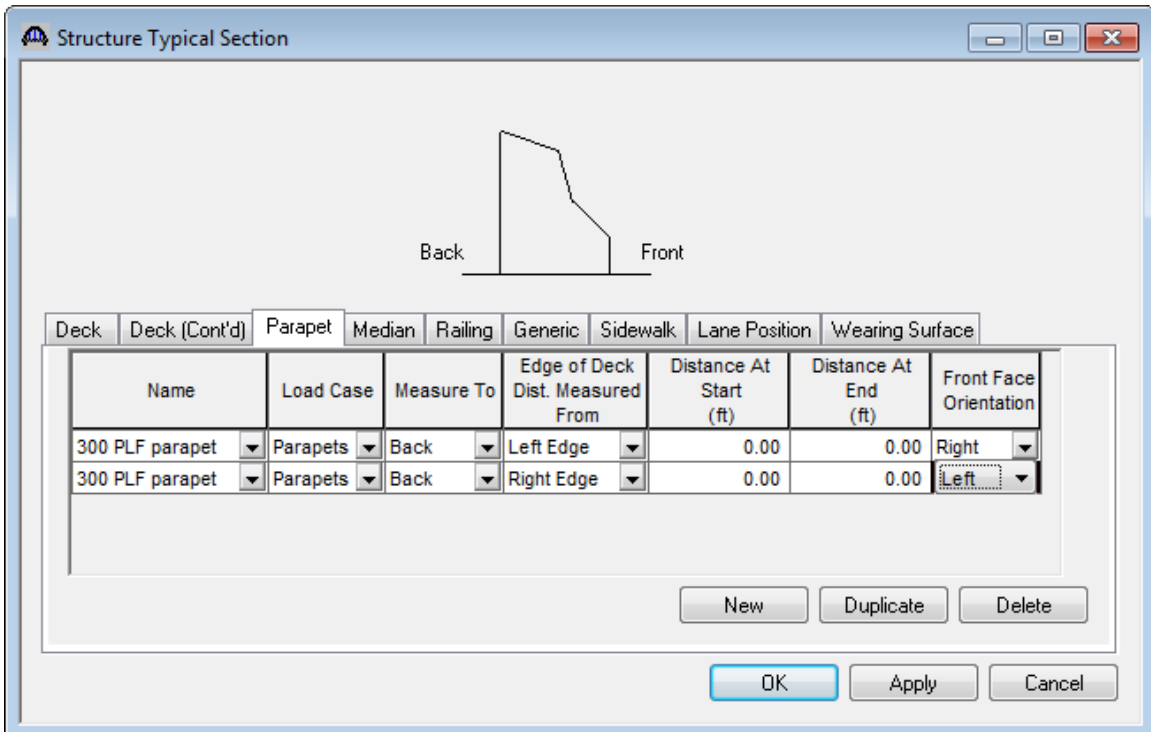 Structure Typical Section
Back Front
Deck Deck (Cont'd) Parapet Median Railing Generic Sidewalk Lane Position Wearing Surface
Name Load Case Measure To Edge of Deck Dist. Measured From Distance At Start (ft) Distance At End (ft) Front Face Orientation
300 PLF parapet Parapets Back Left Edge 0.00 0.00 Right
300 PLF parapet Parapets Back Right Edge 0.00 0.00 Left
New Duplicate Delete
OK Apply Cancel